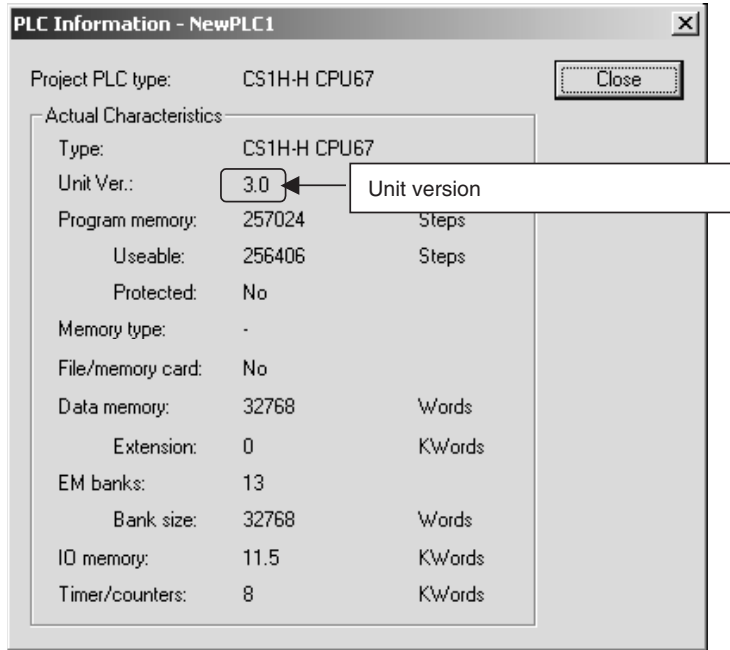 PLC Information - NewPLC1
Project PLC type: CS1H-H CPU67 Close
Actual Characteristics
Type: CS1H-H CPU67
Unit Ver.: 3.0 Unit version
Program memory: 257024 Steps
Useable: 256406 Steps
Protected: No
Memory type: -
File/memory card: No
Data memory: 32768 Words
Extension: 0 KWords
EM banks: 13
Bank size: 32768 Words
IO memory: 11.5 KWords
Timer/counters: 8 KWords